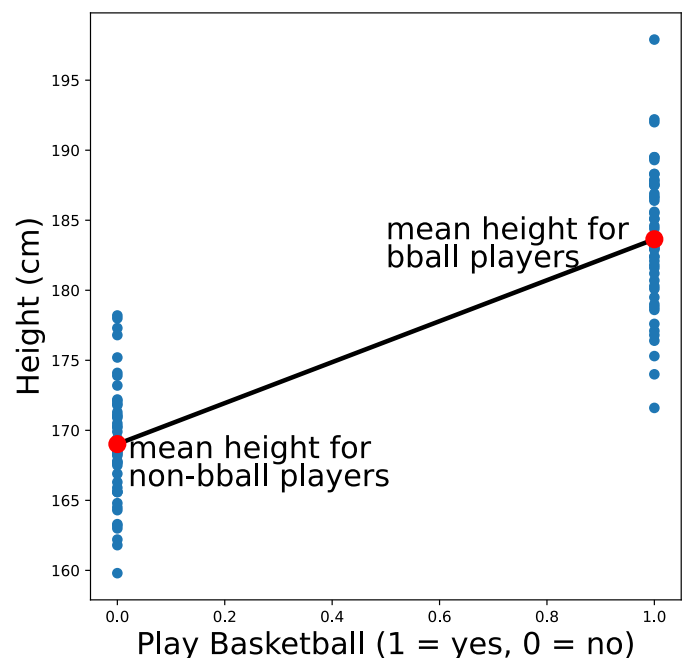 195
190
185
180
175
170
165
160
Height (cm)
mean height for
bball players
mean height for
non-bball players
0.0 0.2 0.4 0.6 0.8 1.0
Play Basketball (1 = yes, 0 = no)